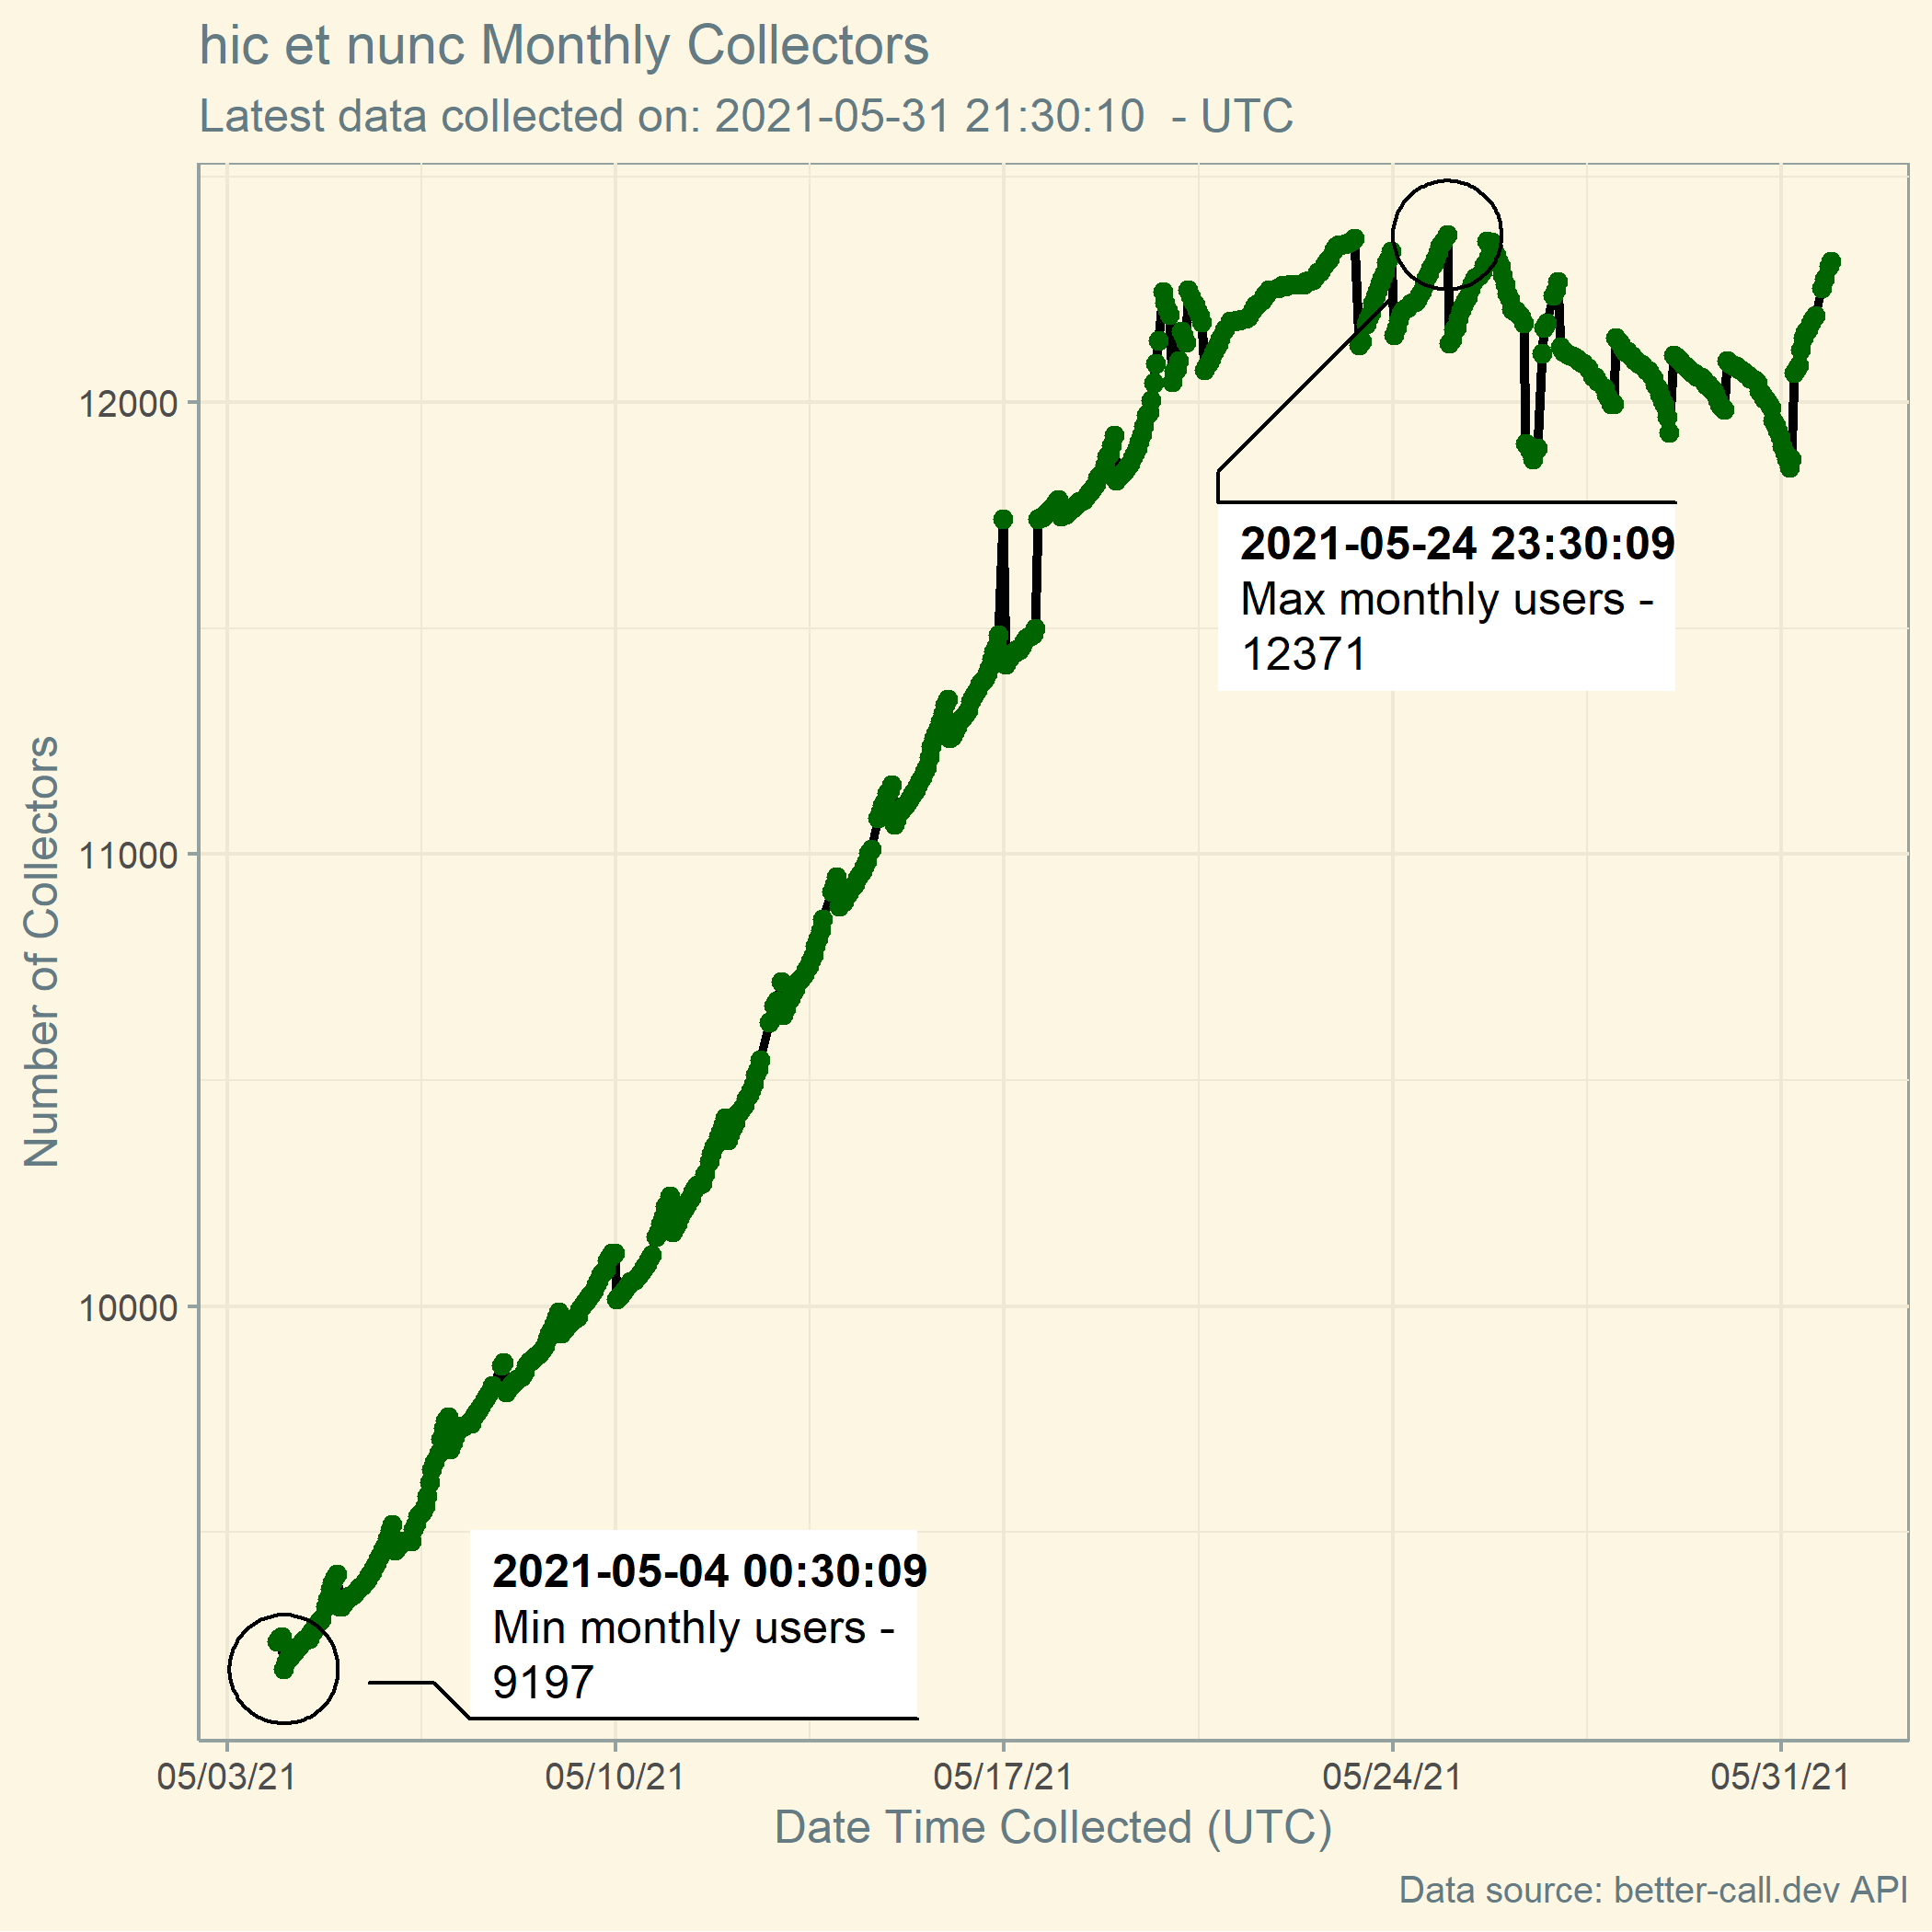 hic et nunc Monthly Collectors
Latest data collected on: 2021-05-31 21:30:10  - UTC
Number of Collectors
12000
11000
10000
2021-05-24 23:30:09
Max monthly users -
12371
2021-05-04 00:30:09
Min monthly users -
9197
05/03/21
05/10/21
05/17/21
05/24/21
05/31/21
Date Time Collected (UTC)
Data source: better-call.dev API